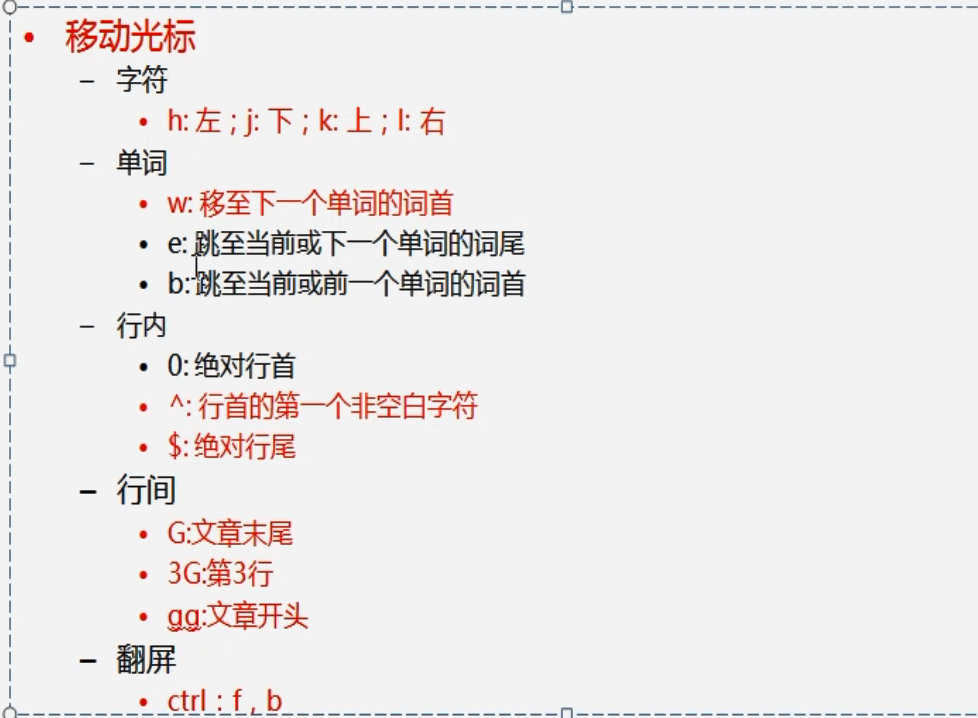 移动光标
字符
h: 左；j: 下；k: 上；l: 右
单词
w: 移至下一个单词的词首
e: 跳至当前或下一个单词的词尾
b: 跳至当前或前一个单词的词首
行内
0: 绝对行首
^: 行首的第一个非空白字符
$: 绝对行尾
行间
G:文章末尾
3G:第3行
gg:文章开头
翻屏
ctrl：f，b